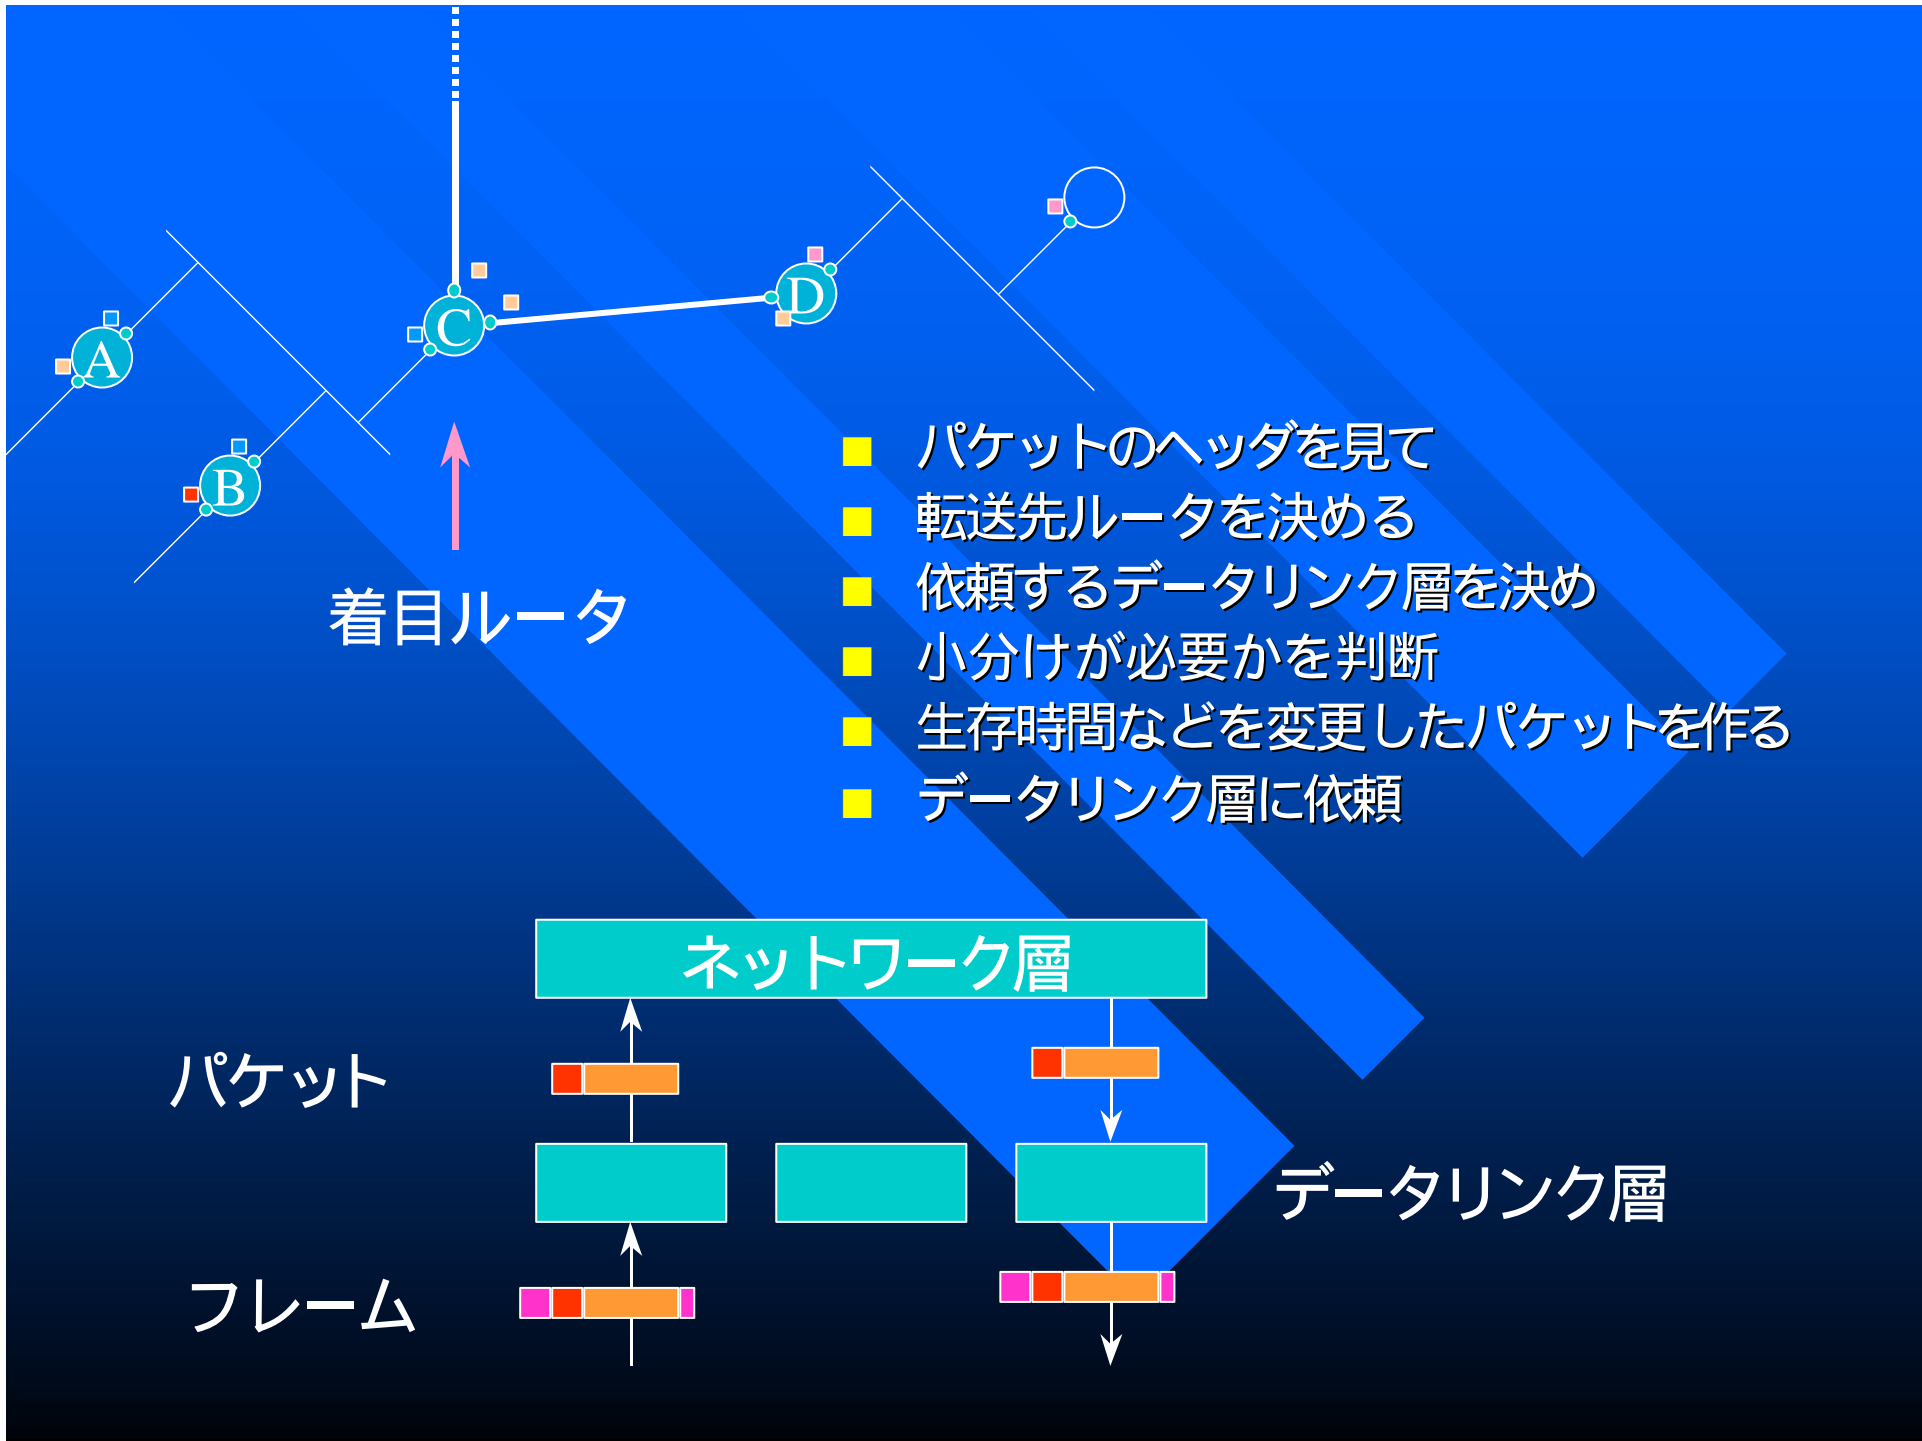 A
B
C
D
着目ルータ
パケットのヘッダを見て
転送先ルータを決める
依頼するデータリンク層を決め
小分けが必要かを判断
生存時間などを変更したパケットを作る
データリンク層に依頼
ネットワーク層
パケット
データリンク層
フレーム